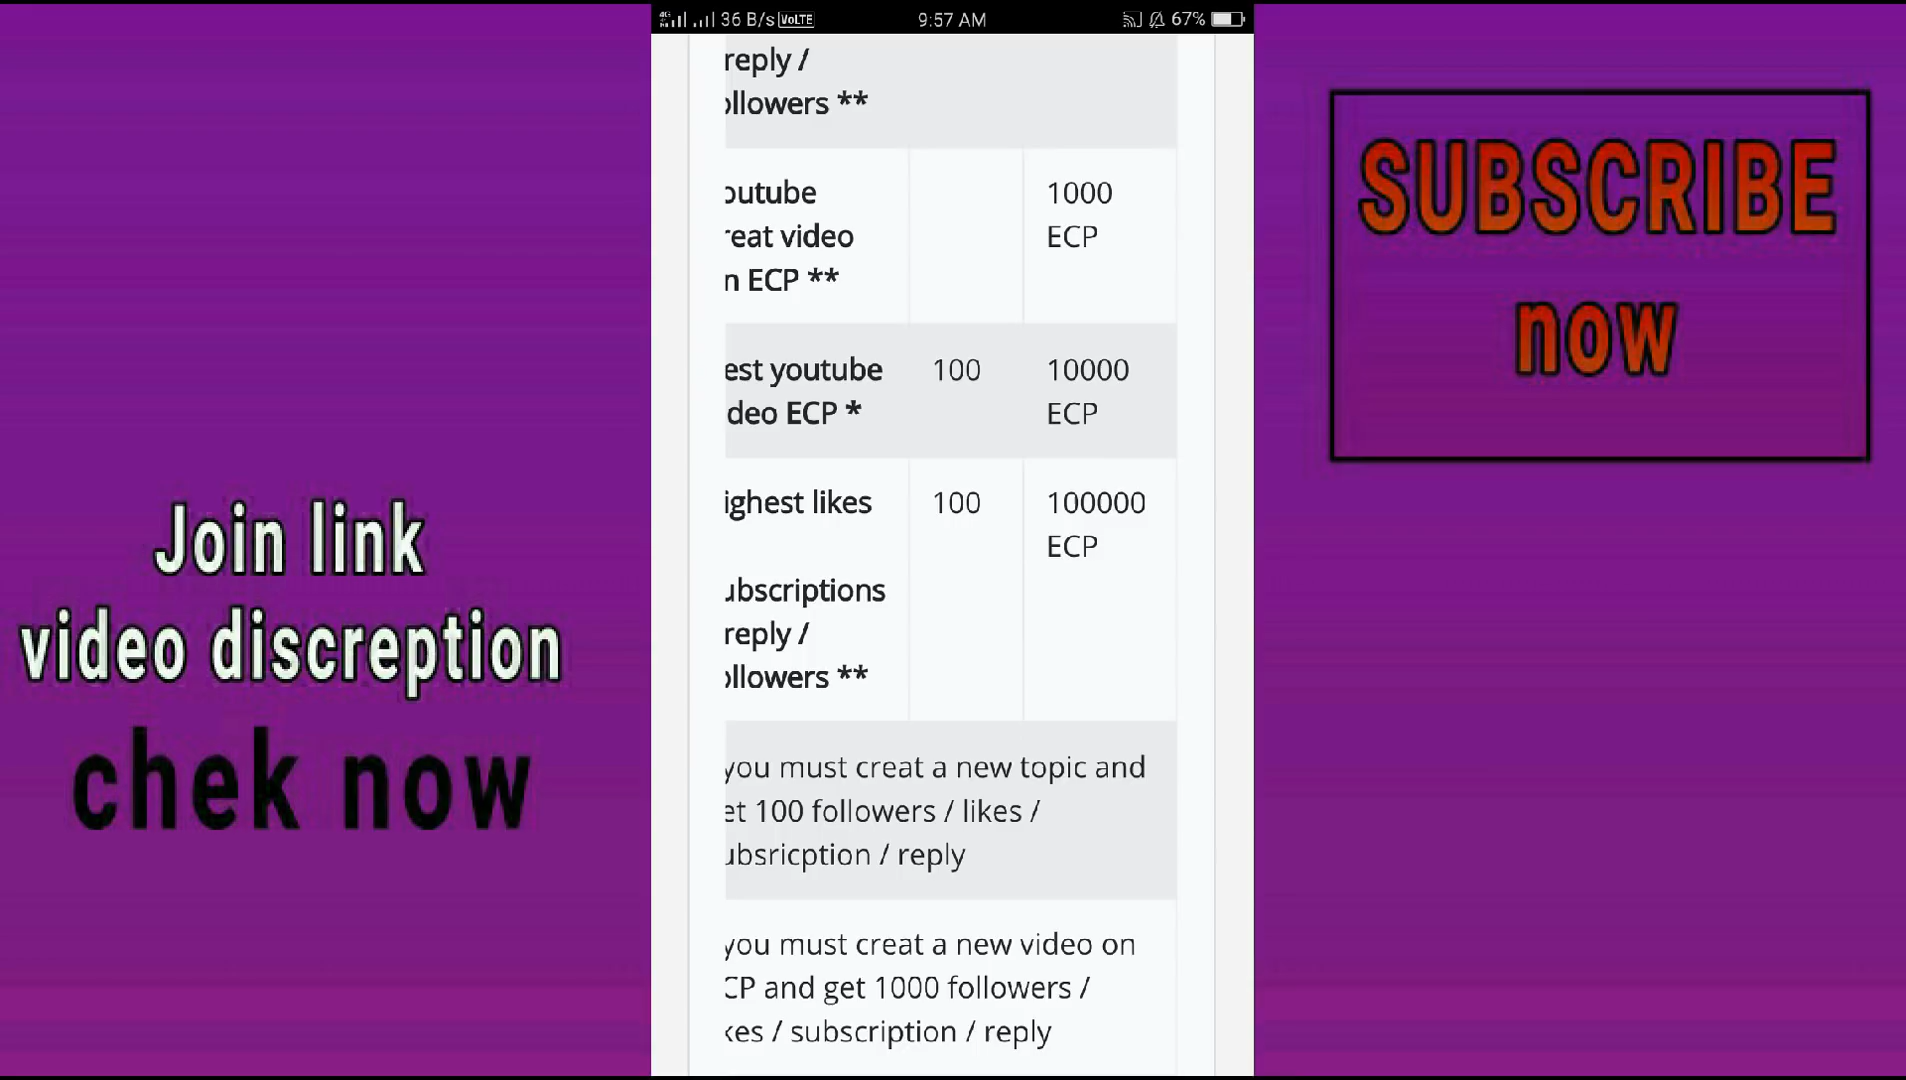 36 B/s VoLTE 9:57 AM 67%
reply /
ollowers **
outube
reat video
n ECP **
1000
ECP
est youtube
deo ECP *
100
10000
ECP
ighest likes
100
100000
ECP
ubscriptions
reply /
ollowers **
you must creat a new topic and
et 100 followers / likes /
ubsricption / reply
you must creat a new video on
CP and get 1000 followers /
kes / subscription / reply
Join link
video discreption
chek now
SUBSCRIBE
now